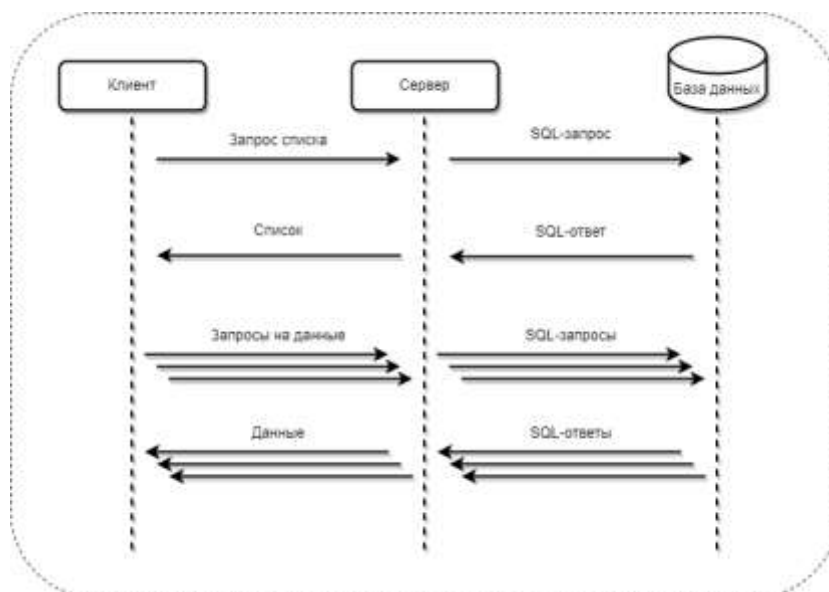 Клиент
Сервер
База данных
Запрос списка
SQL-запрос
Список
SQL-ответ
Запросы на данные
SQL-запросы
Данные
SQL-ответы